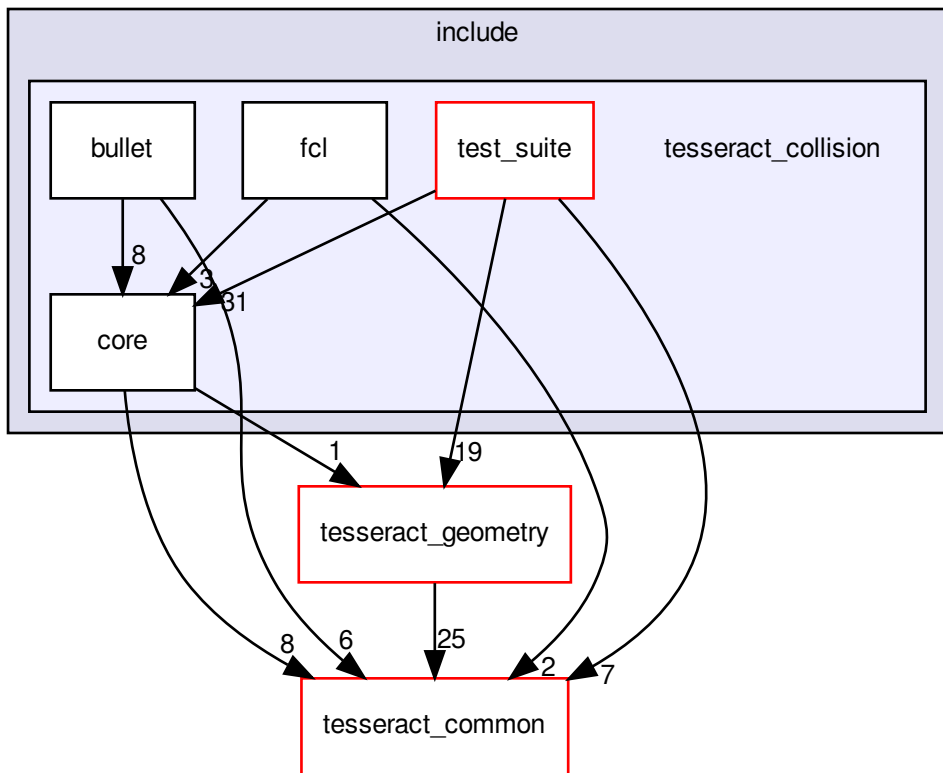 include
bullet
fcl
test_suite
tesseract_collision
8
3
31
core
1
19
tesseract_geometry
8
6
25
2
7
tesseract_common